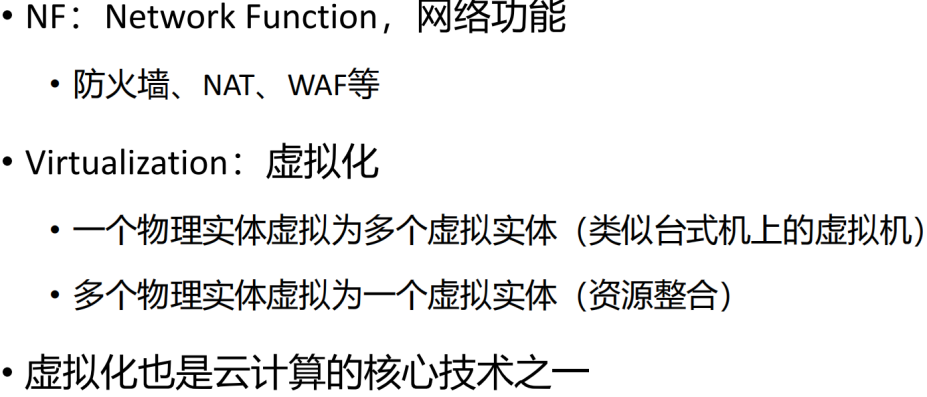 • NF：Network Function，网络功能
• 防火墙、NAT、WAF等
• Virtualization：虚拟化
• 一个物理实体虚拟为多个虚拟实体（类似台式机上的虚拟机）
• 多个物理实体虚拟为一个虚拟实体（资源整合）
• 虚拟化也是云计算的核心技术之一